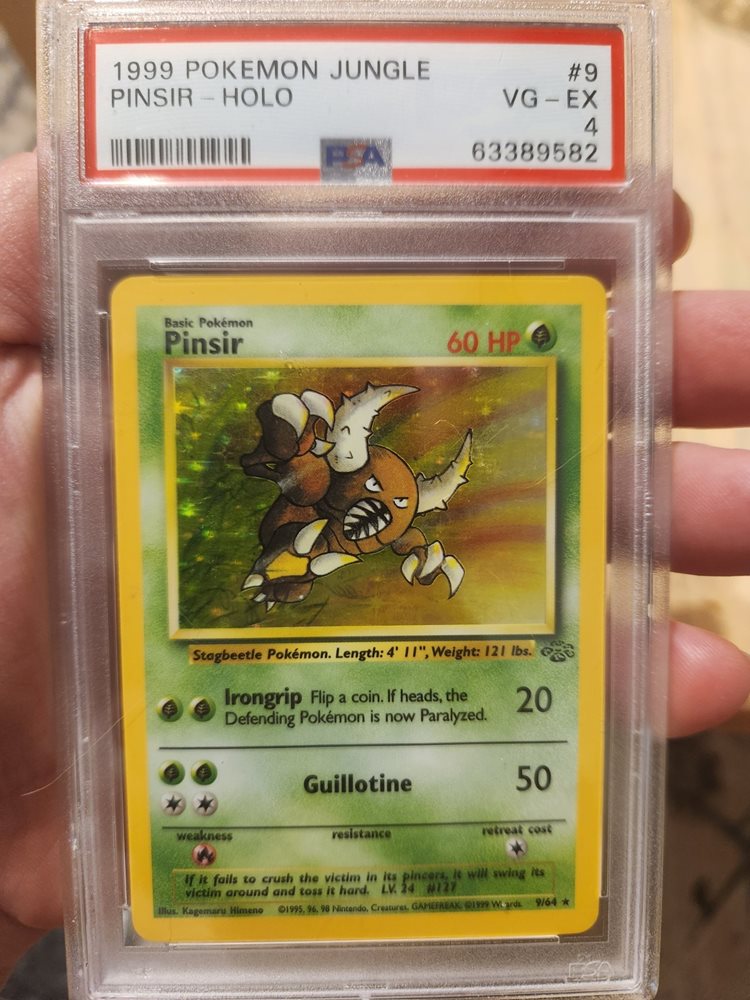 1999 POKEMON JUNGLE #9
PINSIR - HOLO VG - EX
4
PSA 63389582
Basic Pokémon
Pinsir 60 HP
Stagbeetle Pokémon. Length: 4' 11", Weight: 121 lbs.
Irongrip Flip a coin. If heads, the 20
Defending Pokémon is now Paralyzed.
Guillotine 50
weakness resistance retreat cost
If it fails to crush the victim in its pincers, it will swing its
victim around and toss it hard. LV. 24 #127
Illus. Kagemaru Himeno ©1995, 96, 98 Nintendo, Creatures, GAMEFREAK. ©1999 Wizards. 9/64 ★